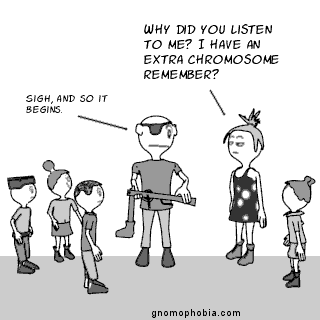 WHY DID YOU LISTEN
TO ME? I HAVE AN
EXTRA CHROMOSOME
REMEMBER?
SIGH, AND SO IT
BEGINS.
gnomophobia.com